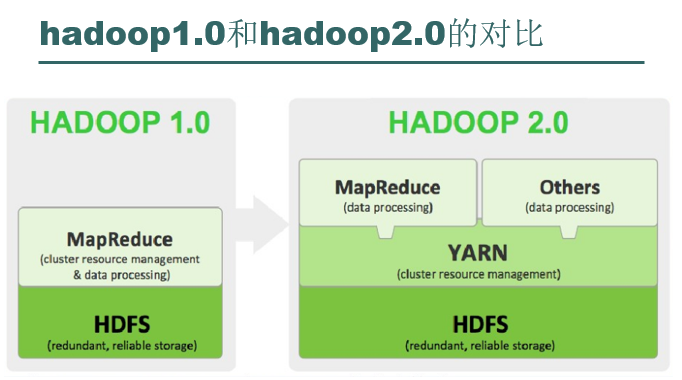 hadoop1.0和hadoop2.0的对比
HADOOP 1.0
MapReduce
(cluster resource management
& data processing)
HDFS
(redundant, reliable storage)
HADOOP 2.0
MapReduce
(data processing)
Others
(data processing)
YARN
(cluster resource management)
HDFS
(redundant, reliable storage)